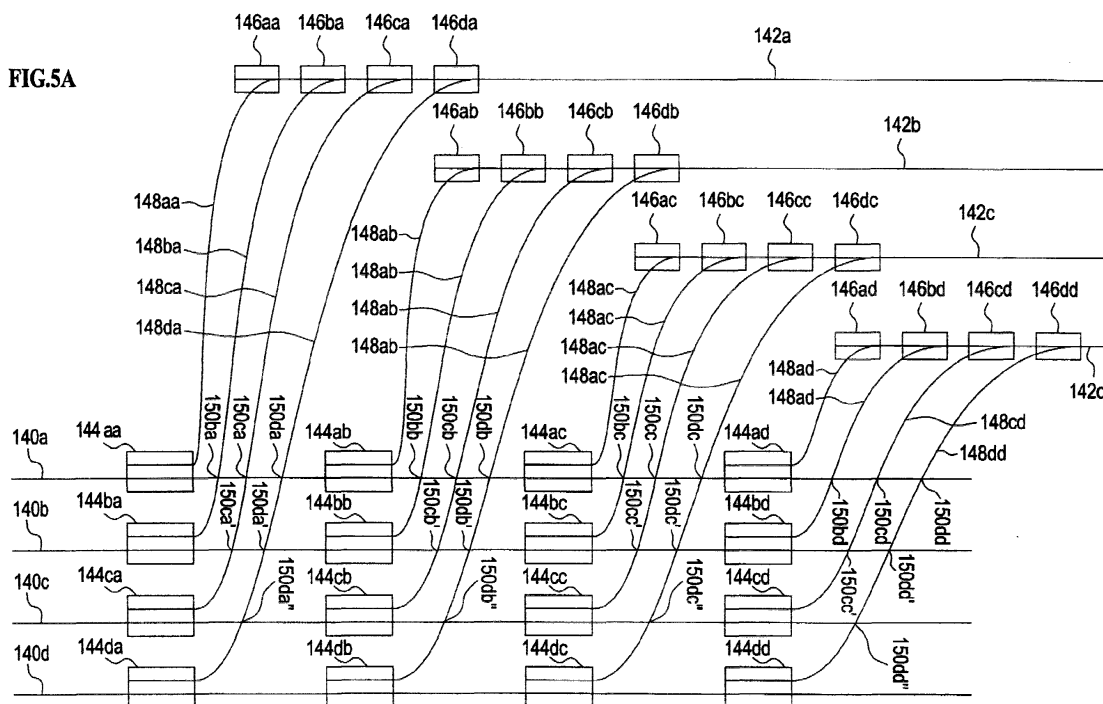 146aa 146ba 146ca 146da
142a
FIG.5A
146ab 146bb 146cb 146db
142b
148aa
146ac 146bc 146cc 146dc
142c
148ba
148ab
148ab
148ac
148ca
148ab
148ac
146ad 146bd 146cd 146dd
148da
148ab
148ac
148ac
148ad
142d
148ad
148cd
148dd
140a
144aa
150ba
150ca
150da
144ab
150bb
150cb
150db
144ac
150bc
150cc
150dc
144ad
140b
144ba
150ca'
150da'
144bb
150cb'
150db'
144bc
150cc'
150dc'
144bd
150bd
150cd
150dd
140c
144ca
150da"
144cb
150db"
144cc
150dc"
144cd
150cc'
150dd"
140d
144da
144db
144dc
144dd
150dd"